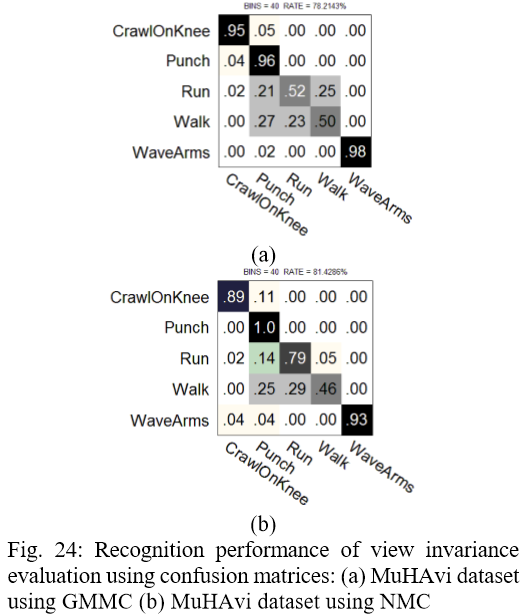 BINS = 40 RATE = 78.2143%
CrawlOnKnee .95 .05 .00 .00 .00
Punch .04 .96 .00 .00 .00
Run .02 .21 .52 .25 .00
Walk .00 .27 .23 .50 .00
WaveArms .00 .02 .00 .00 .98
CrawlOnKnee Punch Run Walk WaveArms
(a)
BINS = 40 RATE = 81.4286%
CrawlOnKnee .89 .11 .00 .00 .00
Punch .00 1.0 .00 .00 .00
Run .02 .14 .79 .05 .00
Walk .00 .25 .29 .46 .00
WaveArms .04 .04 .00 .00 .93
CrawlOnKnee Punch Run Walk WaveArms
(b)
Fig. 24: Recognition performance of view invariance
evaluation using confusion matrices: (a) MuHAvi dataset
using GMMC (b) MuHAvi dataset using NMC